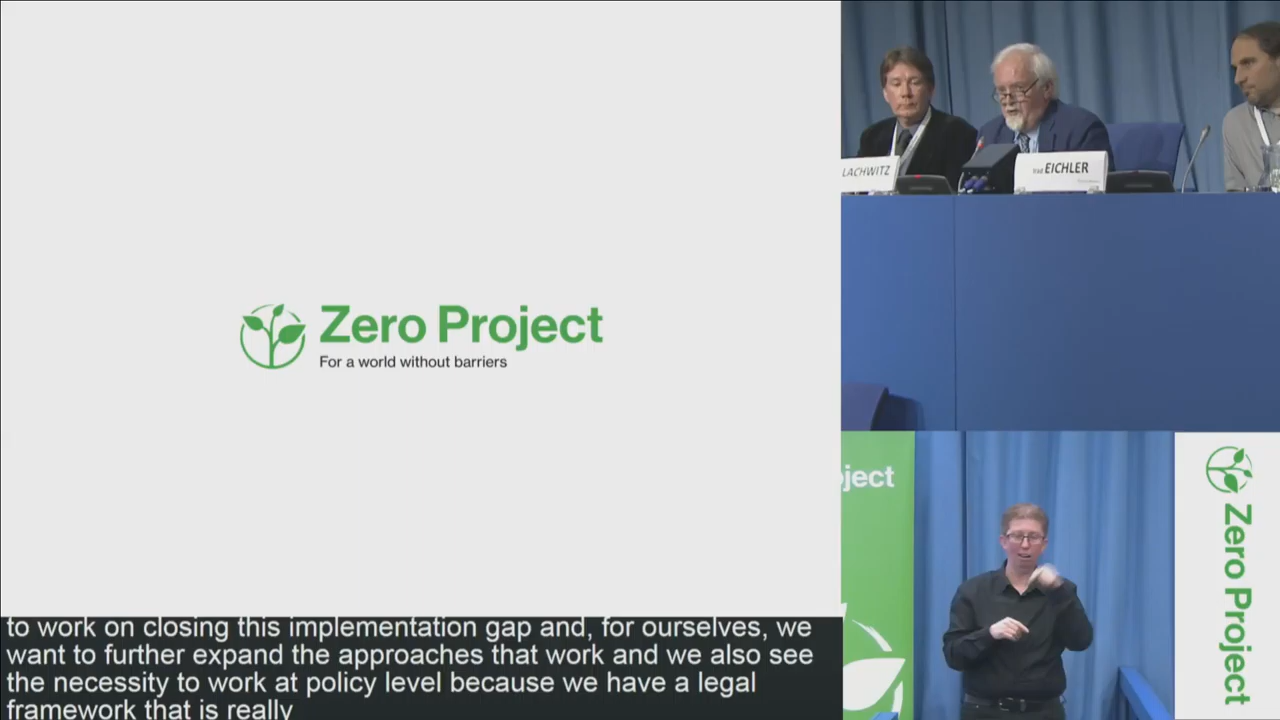 Zero Project
For a world without barriers
LACHWITZ
EICHLER
ject
Zero Project
to work on closing this implementation gap and, for ourselves, we
want to further expand the approaches that work and we also see
the necessity to work at policy level because we have a legal
framework that is really